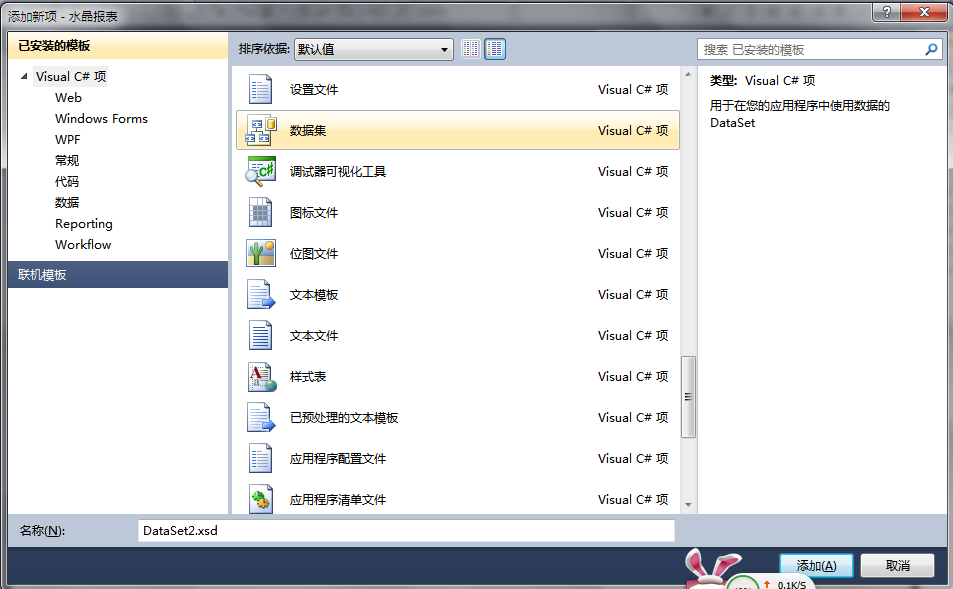 添加新项 - 水晶报表
已安装的模板
Visual C# 项
Web
Windows Forms
WPF
常规
代码
数据
Reporting
Workflow
联机模板
排序依据: 默认值
设置文件 Visual C# 项
数据集 Visual C# 项
调试器可视化工具 Visual C# 项
图标文件 Visual C# 项
位图文件 Visual C# 项
文本模板 Visual C# 项
文本文件 Visual C# 项
样式表 Visual C# 项
已预处理的文本模板 Visual C# 项
应用程序配置文件 Visual C# 项
应用程序清单文件 Visual C# 项
搜索 已安装的模板
类型: Visual C# 项
用于在您的应用程序中使用数据的
DataSet
名称(N): DataSet2.xsd
添加(A) 取消
0.1K/S